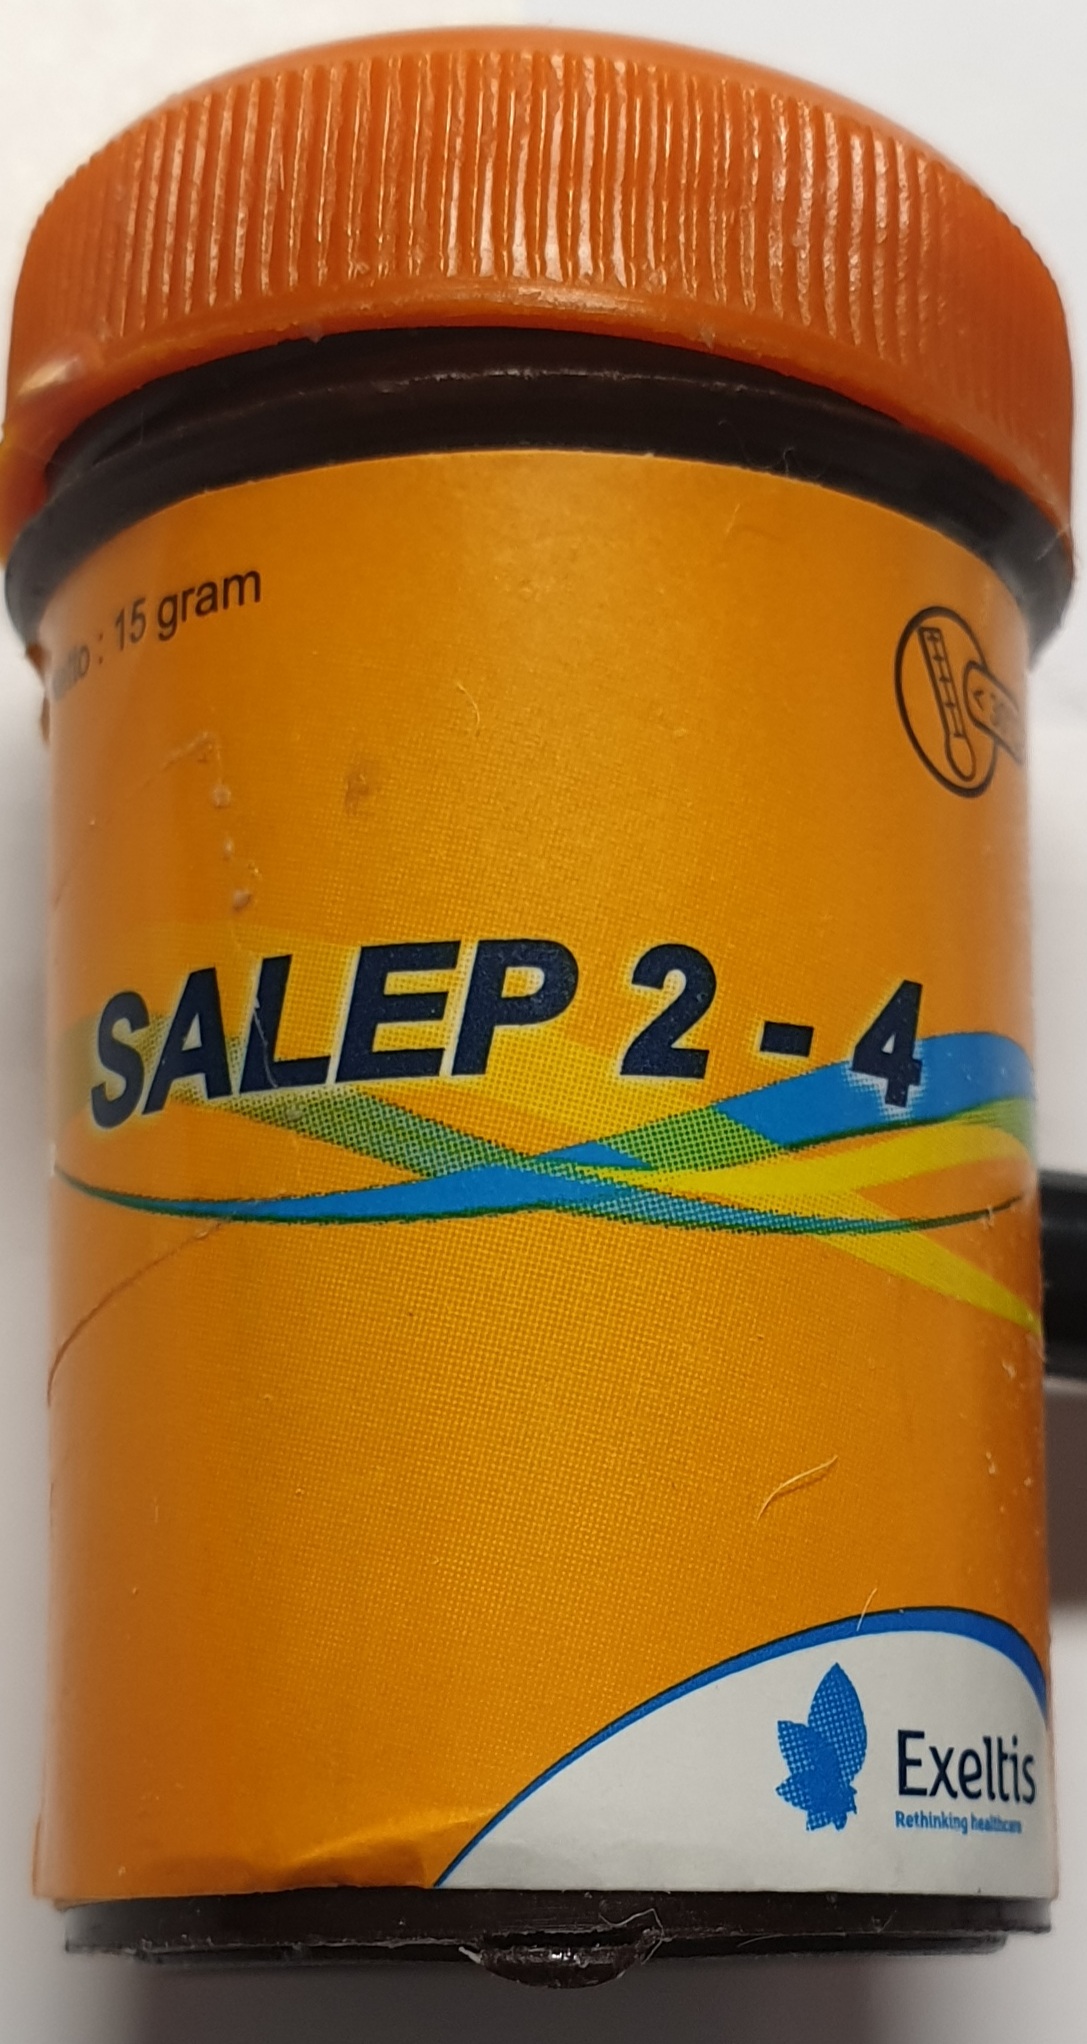 : 15 gram
SALEP 2 - 4
Exeltis
Rethinking healthcare